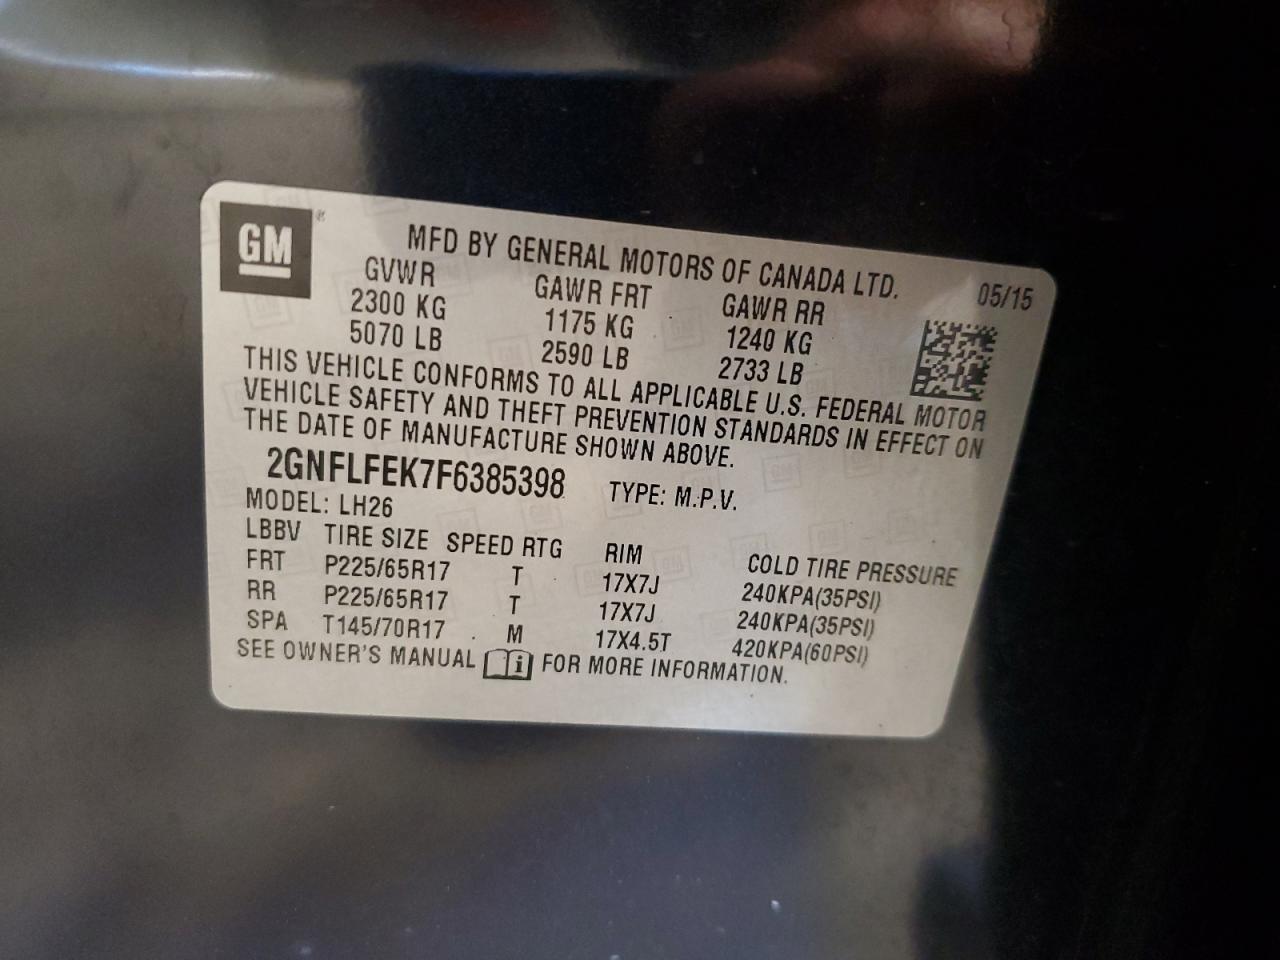 GM ®
MFD BY GENERAL MOTORS OF CANADA LTD.
05/15
GVWR GAWR FRT GAWR RR
2300 KG 1175 KG 1240 KG
5070 LB 2590 LB 2733 LB
THIS VEHICLE CONFORMS TO ALL APPLICABLE U.S. FEDERAL MOTOR
VEHICLE SAFETY AND THEFT PREVENTION STANDARDS IN EFFECT ON
THE DATE OF MANUFACTURE SHOWN ABOVE.
2GNFLFEK7F6385398 TYPE: M.P.V.
MODEL: LH26
LBBV TIRE SIZE SPEED RTG RIM COLD TIRE PRESSURE
FRT P225/65R17 T 17X7J 240KPA(35PSI)
RR P225/65R17 T 17X7J 240KPA(35PSI)
SPA T145/70R17 M 17X4.5T 420KPA(60PSI)
SEE OWNER'S MANUAL i FOR MORE INFORMATION.